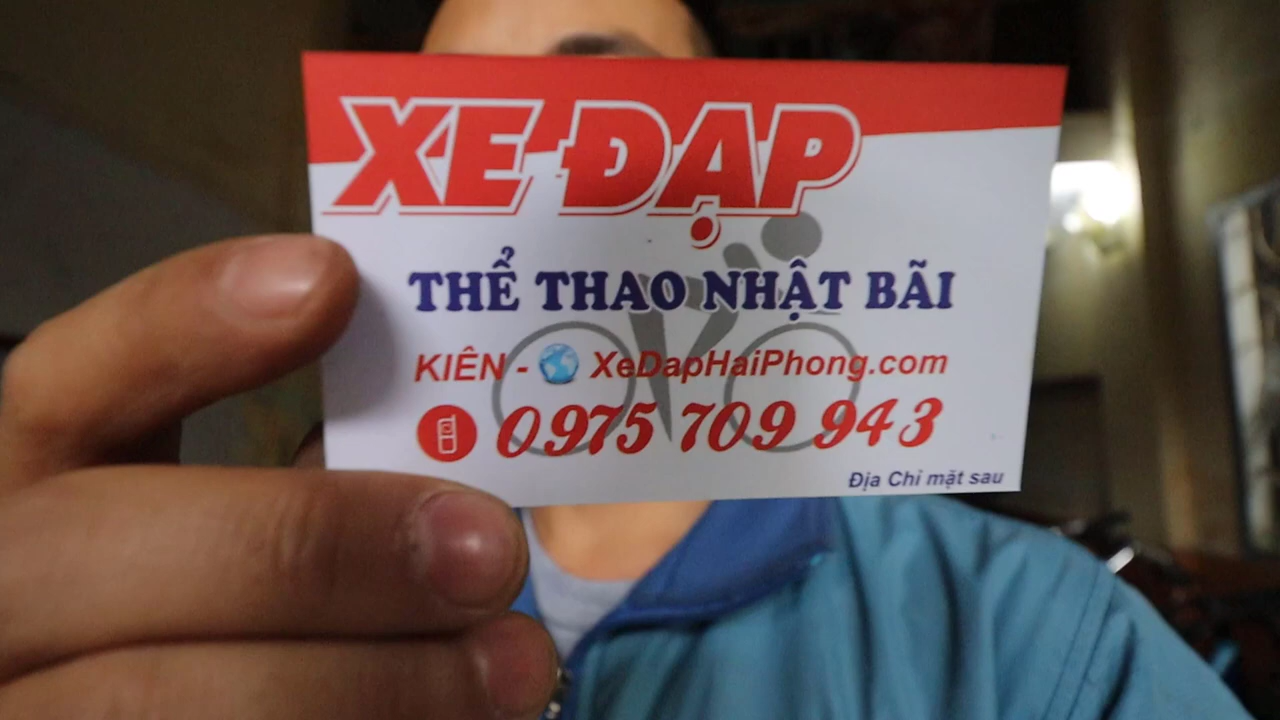 XE ĐẠP
THỂ THAO NHẬT BÃI
KIÊN - XeDapHaiPhong.com
0975 709 943
Địa Chỉ mặt sau